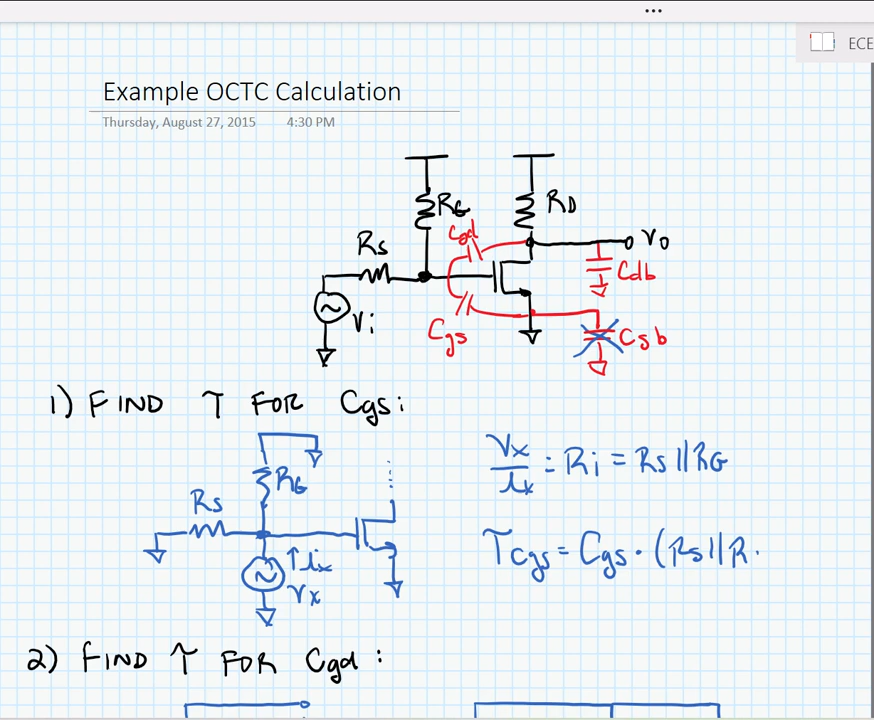 ECE
Example OCTC Calculation
Thursday, August 27, 2015 4:30 PM
RG
RD
Cgd
Rs
Vo
Cdb
Vi
Cgs
Csb
1) FIND τ FOR Cgs:
RG
Rs
ix
Vx
Vx/ix = Ri = Rs||RG
τcgs = Cgs · (Rs||R
2) FIND τ FOR Cgd: